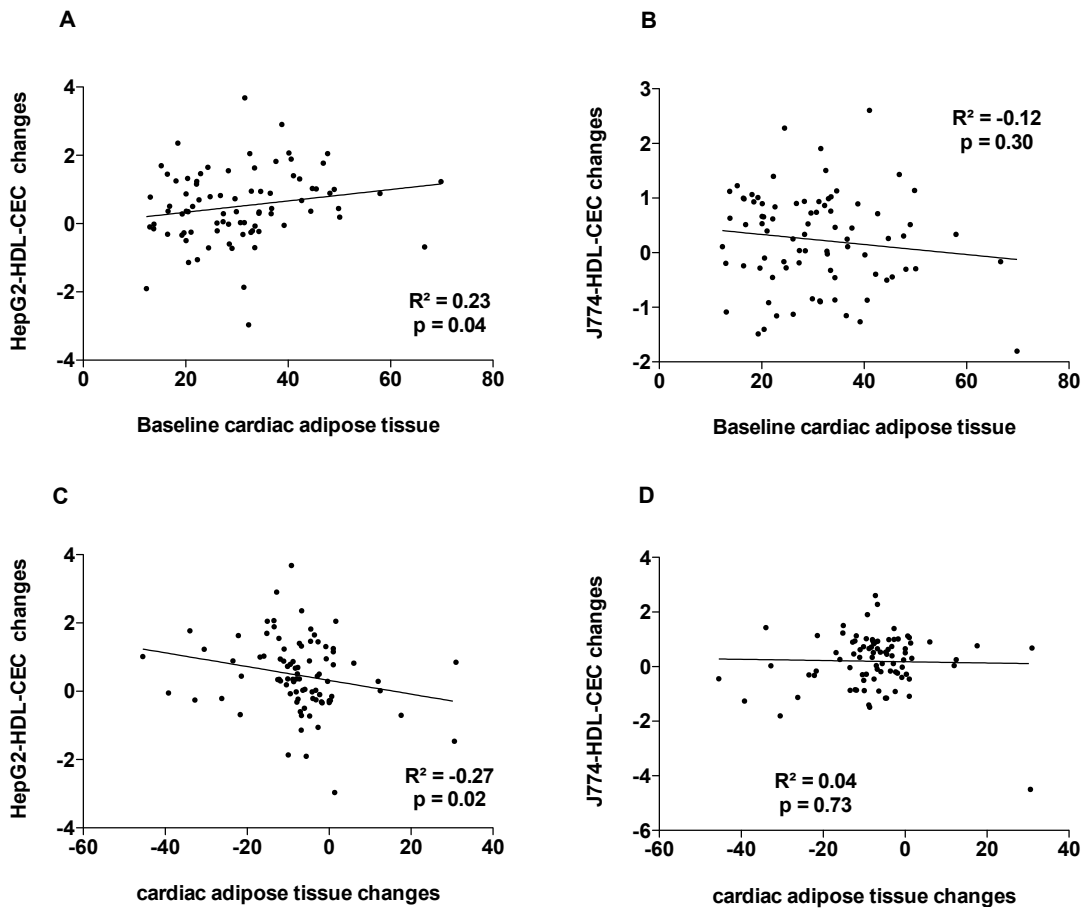 A
HepG2-HDL-CEC changes
4
2
0
-2
-4
R² = 0.23
p = 0.04
0 20 40 60 80
Baseline cardiac adipose tissue
B
J774-HDL-CEC changes
3
2
1
0
-1
-2
R² = -0.12
p = 0.30
0 20 40 60 80
Baseline cardiac adipose tissue
C
HepG2-HDL-CEC changes
4
2
0
-2
-4
R² = -0.27
p = 0.02
-60 -40 -20 0 20 40
cardiac adipose tissue changes
D
J774-HDL-CEC changes
4
2
0
-2
-4
-6
R² = 0.04
p = 0.73
-60 -40 -20 0 20 40
cardiac adipose tissue changes